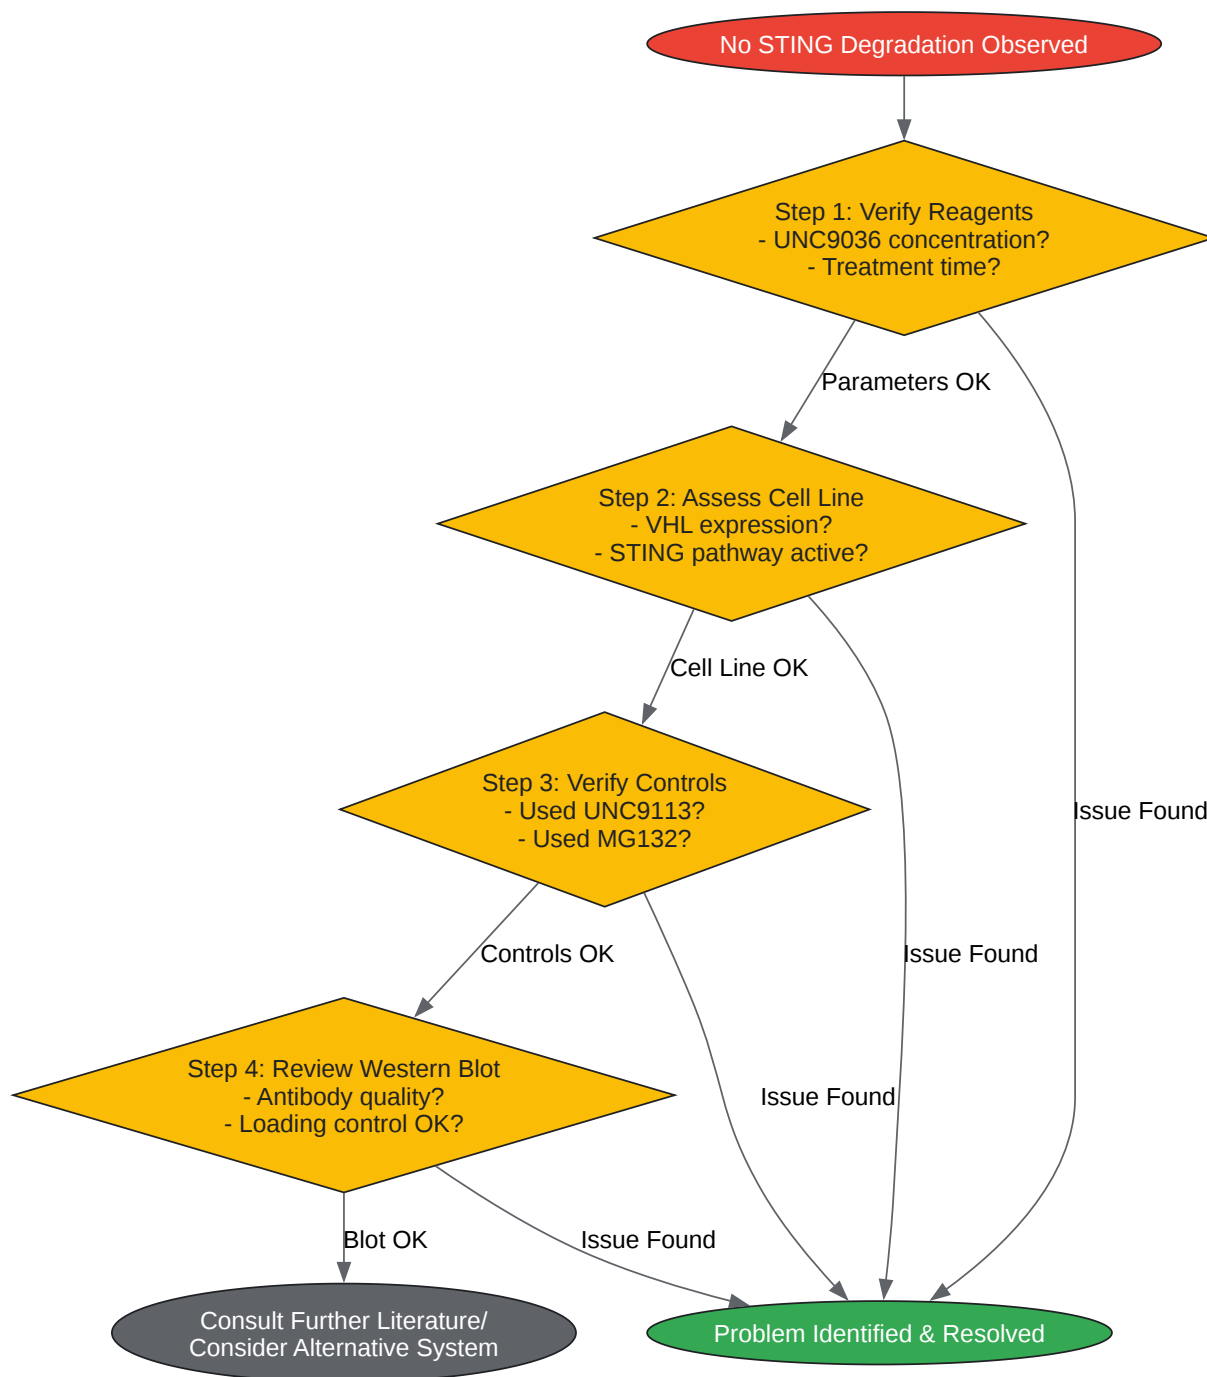 No STING Degradation Observed
Step 1: Verify Reagents
- UNC9036 concentration?
- Treatment time?
Parameters OK
Step 2: Assess Cell Line
- VHL expression?
- STING pathway active?
Cell Line OK
Step 3: Verify Controls
- Used UNC9113?
- Used MG132?
Issue Found
Controls OK
Issue Found
Step 4: Review Western Blot
- Antibody quality?
- Loading control OK?
Issue Found
Blot OK
Issue Found
Consult Further Literature/
Consider Alternative System
Problem Identified & Resolved